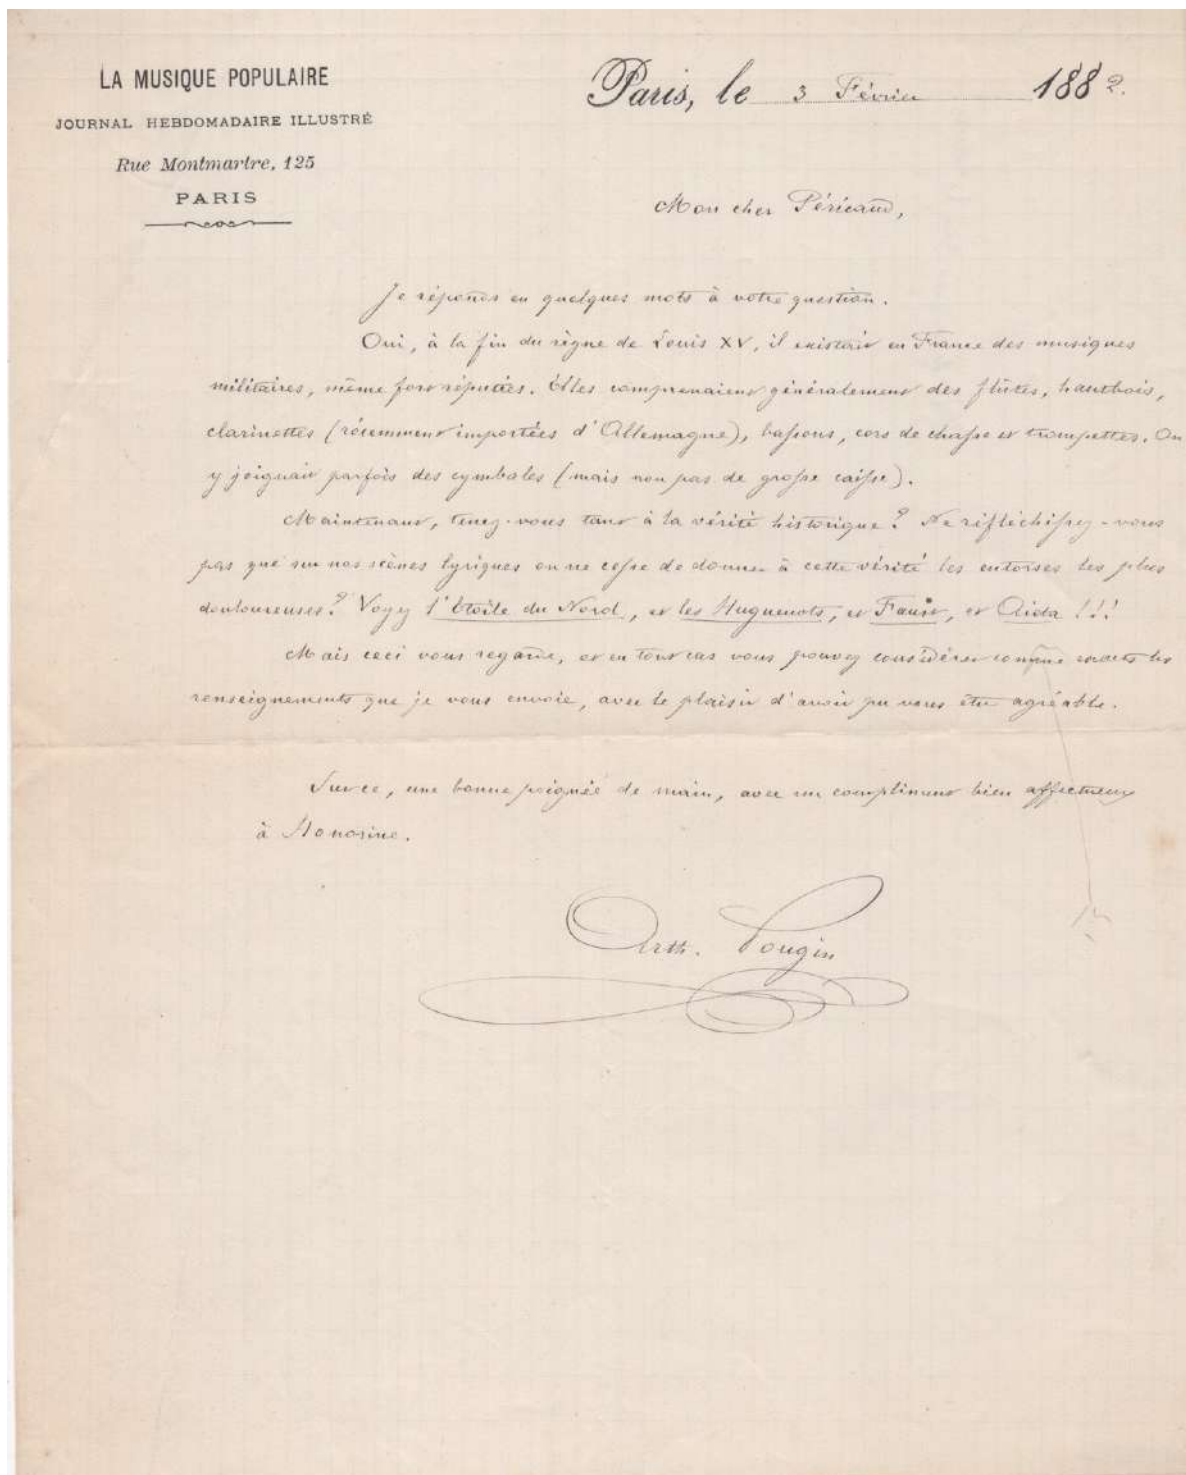 LA MUSIQUE POPULAIRE
JOURNAL HEBDOMADAIRE ILLUSTRÉ
Rue Montmartre, 125
PARIS
Paris, le 3 Février 1882.
Mon cher Péricaud,
Je réponds en quelques mots à votre question.
Oui, à la fin du règne de Louis XV, il existait en France des musiques
militaires, même fort réputées. Elles comprenaient généralement des flûtes, hautbois,
clarinettes (récemment importées d'Allemagne), bassons, cors de chasse et trompettes. On
y joignait parfois des cymbales (mais non pas de grosse caisse).
Maintenant, tenez-vous tant à la vérité historique? Ne réfléchissez-vous
pas que sur nos scènes lyriques on ne cesse de donner à cette vérité les entorses les plus
douloureuses? Voyez l'Etoile du Nord, et les Huguenots, et Faust, et Aida!!!
Mais ceci vous regarde, et en tout cas vous pouvez considérer comme exacts les
renseignements que je vous envoie, avec le plaisir d'avoir pu vous être agréable.
Sur ce, une bonne poignée de main, avec un compliment bien affectueux
à Honorine.
Arth. Pougin